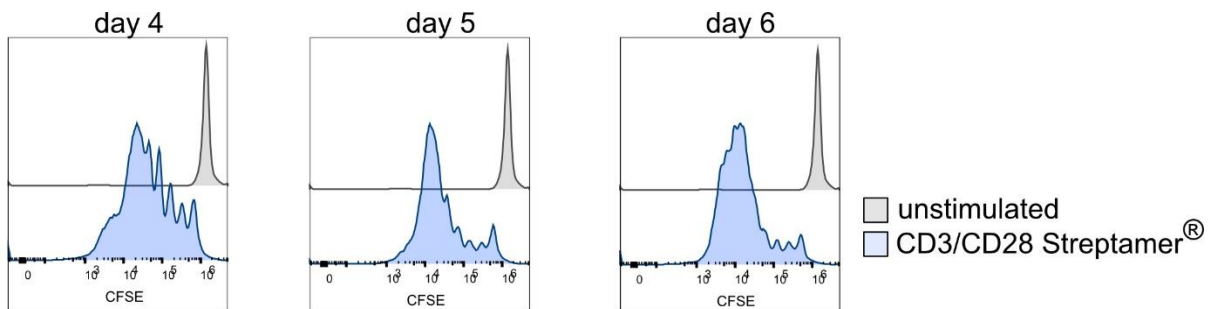 day 4 day 5 day 6
unstimulated
CD3/CD28 Streptamer®
0 10³ 10⁴ 10⁵ 10⁶ 0 10³ 10⁴ 10⁵ 10⁶ 0 10³ 10⁴ 10⁵ 10⁶
CFSE CFSE CFSE